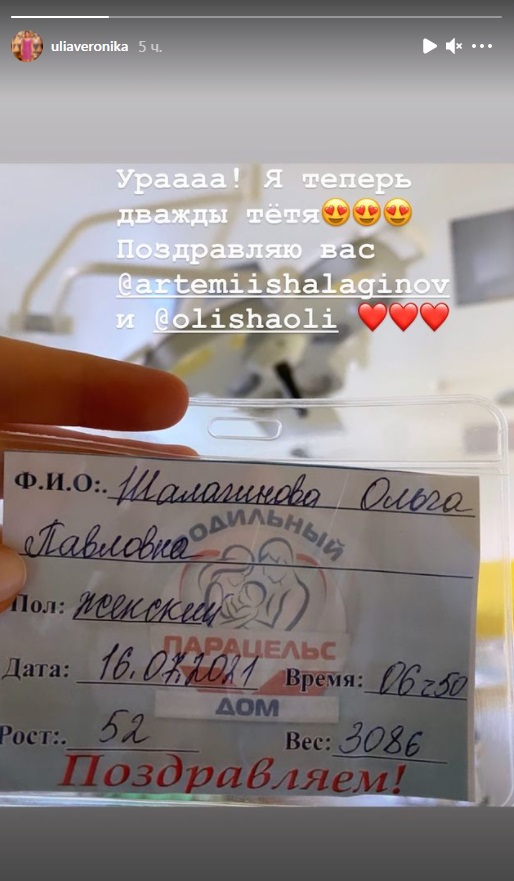 uliaveronika 5 ч.
Ураааа! Я теперь
дважды тётя😍😍😍
Поздравляю вас
@artemiishalaginov
и @olishaoli ❤️❤️❤️
Ф.И.О:. Шалагинова Ольга
Павловна
РОДИЛЬНЫЙ
Пол: женский
ПАРАЦЕЛЬС
Дата: 16.07.2021 Время: 06 ч 50
ДОМ
Рост:. 52 Вес: 3086
Поздравляем!